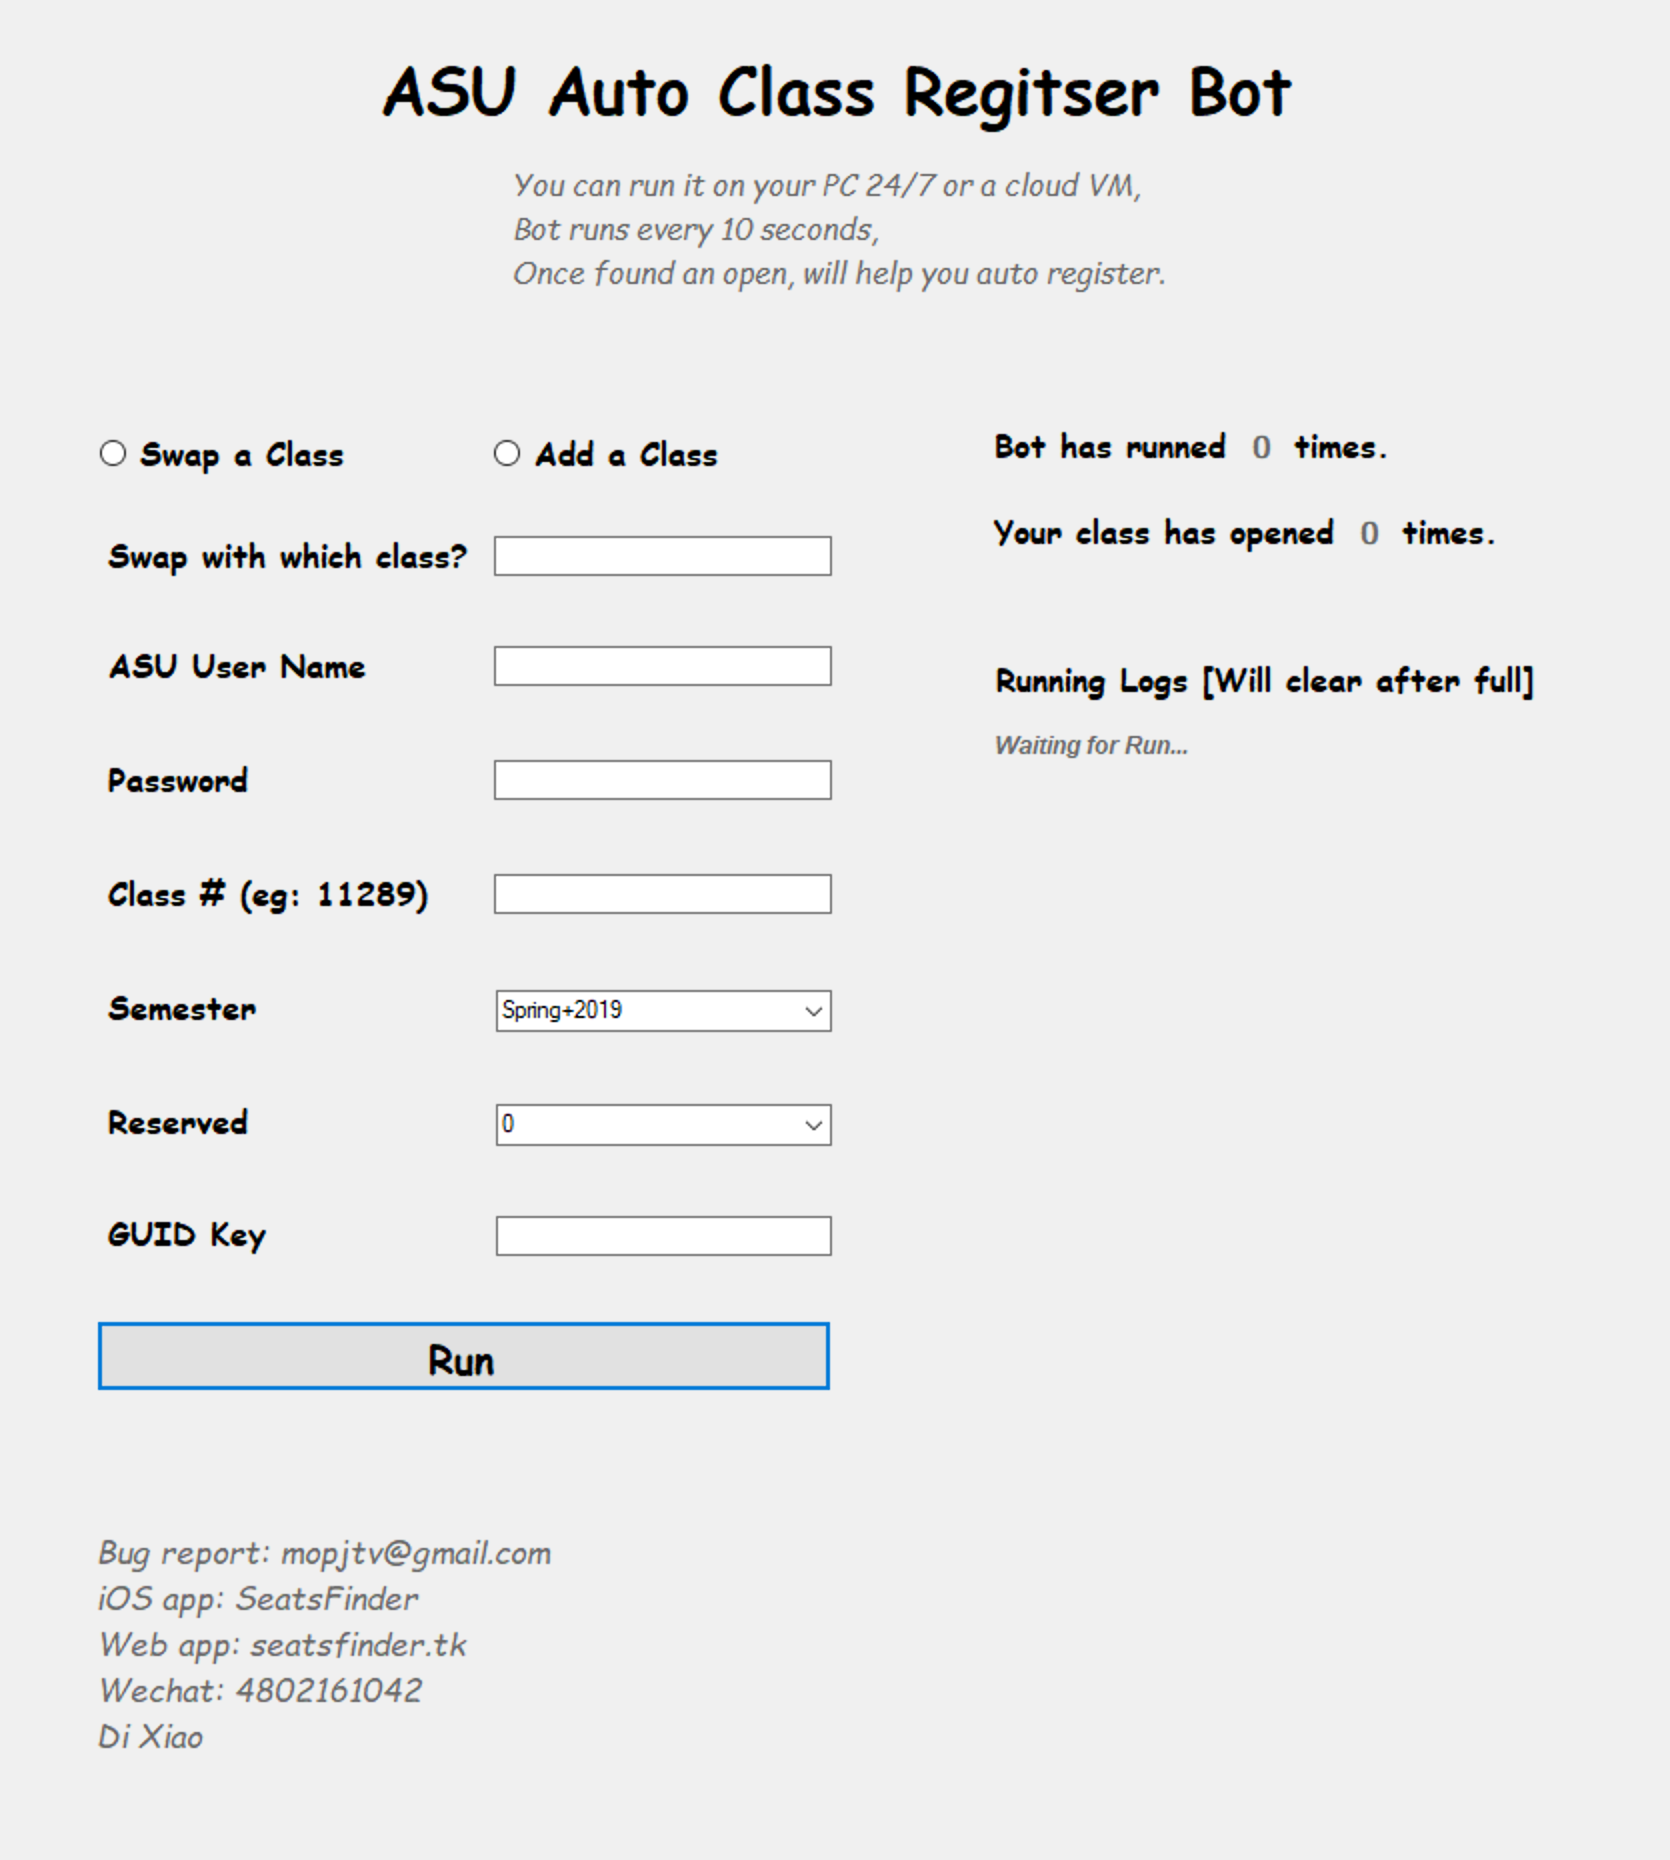 ASU Auto Class Regitser Bot
You can run it on your PC 24/7 or a cloud VM,
Bot runs every 10 seconds,
Once found an open, will help you auto register.
Swap a Class
Add a Class
Swap with which class?
ASU User Name
Password
Class # (eg: 11289)
Semester
Spring+2019
Reserved
0
GUID Key
Run
Bot has runned 0 times.
Your class has opened 0 times.
Running Logs [Will clear after full]
Waiting for Run...
Bug report: mopjtv@gmail.com
iOS app: SeatsFinder
Web app: seatsfinder.tk
Wechat: 4802161042
Di Xiao